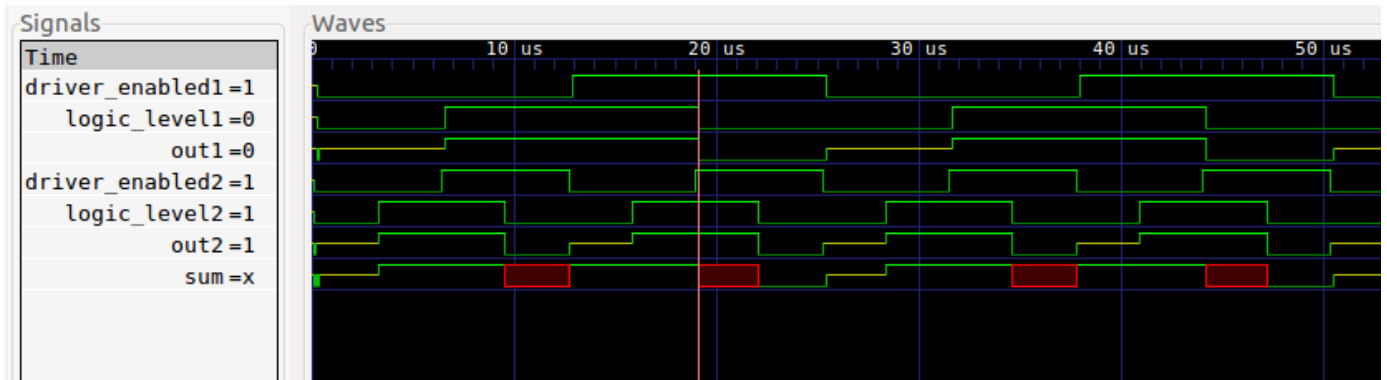 Signals
Waves
Time
0 10 us 20 us 30 us 40 us 50 us
driver_enabled1 =1
logic_level1 =0
out1 =0
driver_enabled2 =1
logic_level2 =1
out2 =1
sum =x